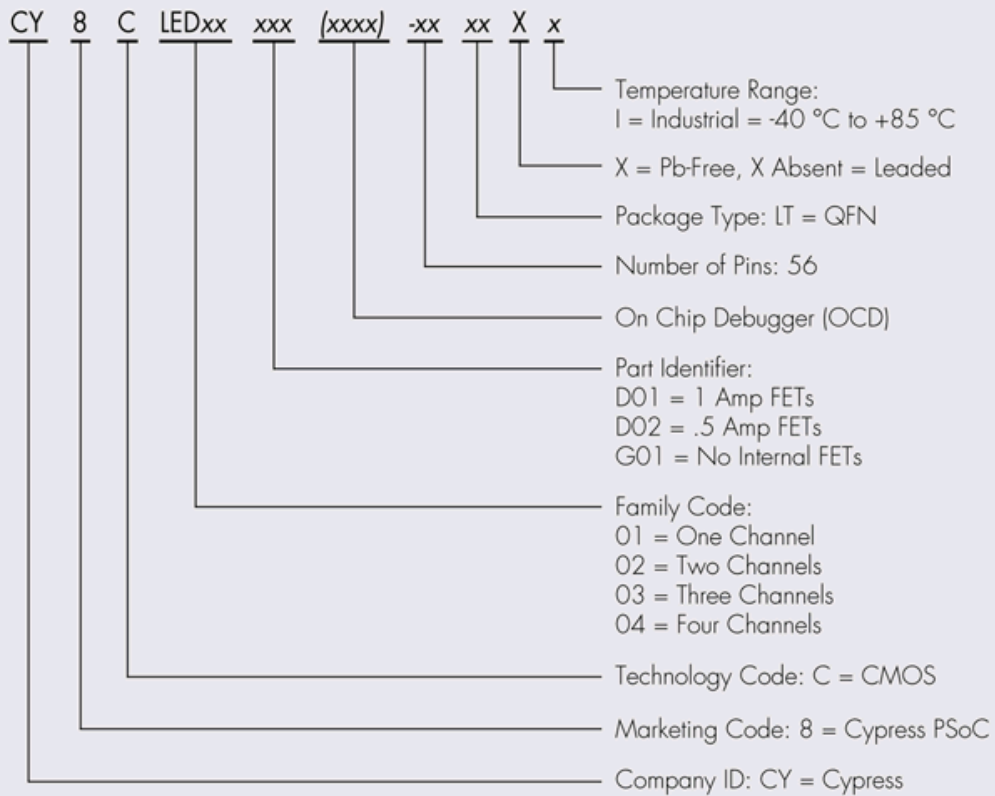 CY 8 C LEDxx xxx (xxxx) -xx xx X x
Temperature Range:
I = Industrial = -40 °C to +85 °C
X = Pb-Free, X Absent = Leaded
Package Type: LT = QFN
Number of Pins: 56
On Chip Debugger (OCD)
Part Identifier:
D01 = 1 Amp FETs
D02 = .5 Amp FETs
G01 = No Internal FETs
Family Code:
01 = One Channel
02 = Two Channels
03 = Three Channels
04 = Four Channels
Technology Code: C = CMOS
Marketing Code: 8 = Cypress PSoC
Company ID: CY = Cypress